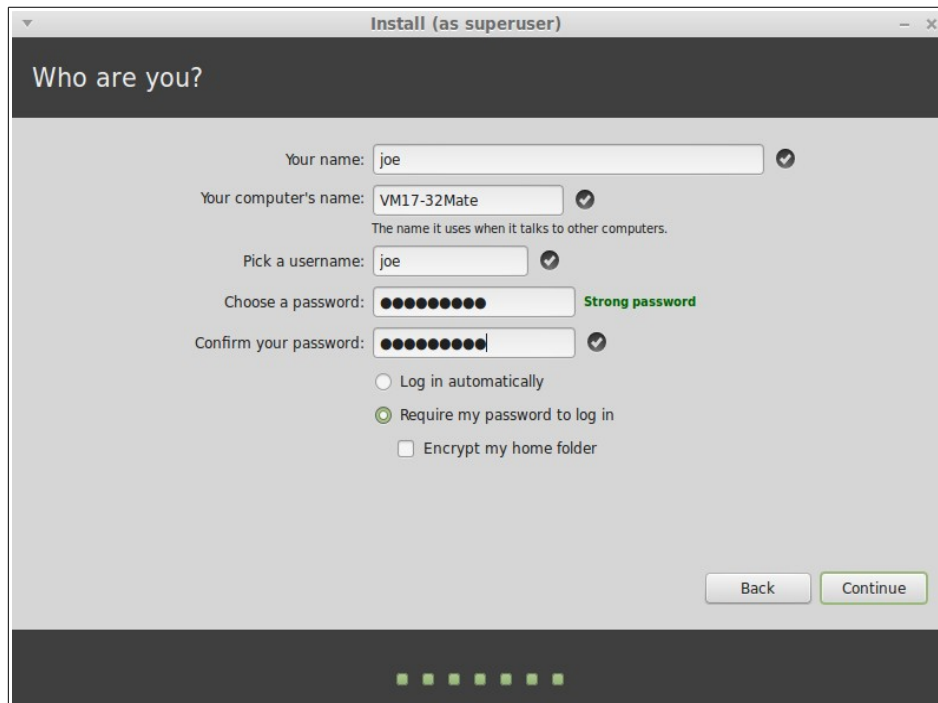 Install (as superuser)
Who are you?
Your name: joe
Your computer's name: VM17-32Mate
The name it uses when it talks to other computers.
Pick a username: joe
Choose a password: ●●●●●●●●● Strong password
Confirm your password: ●●●●●●●●●
Log in automatically
Require my password to log in
Encrypt my home folder
Back Continue